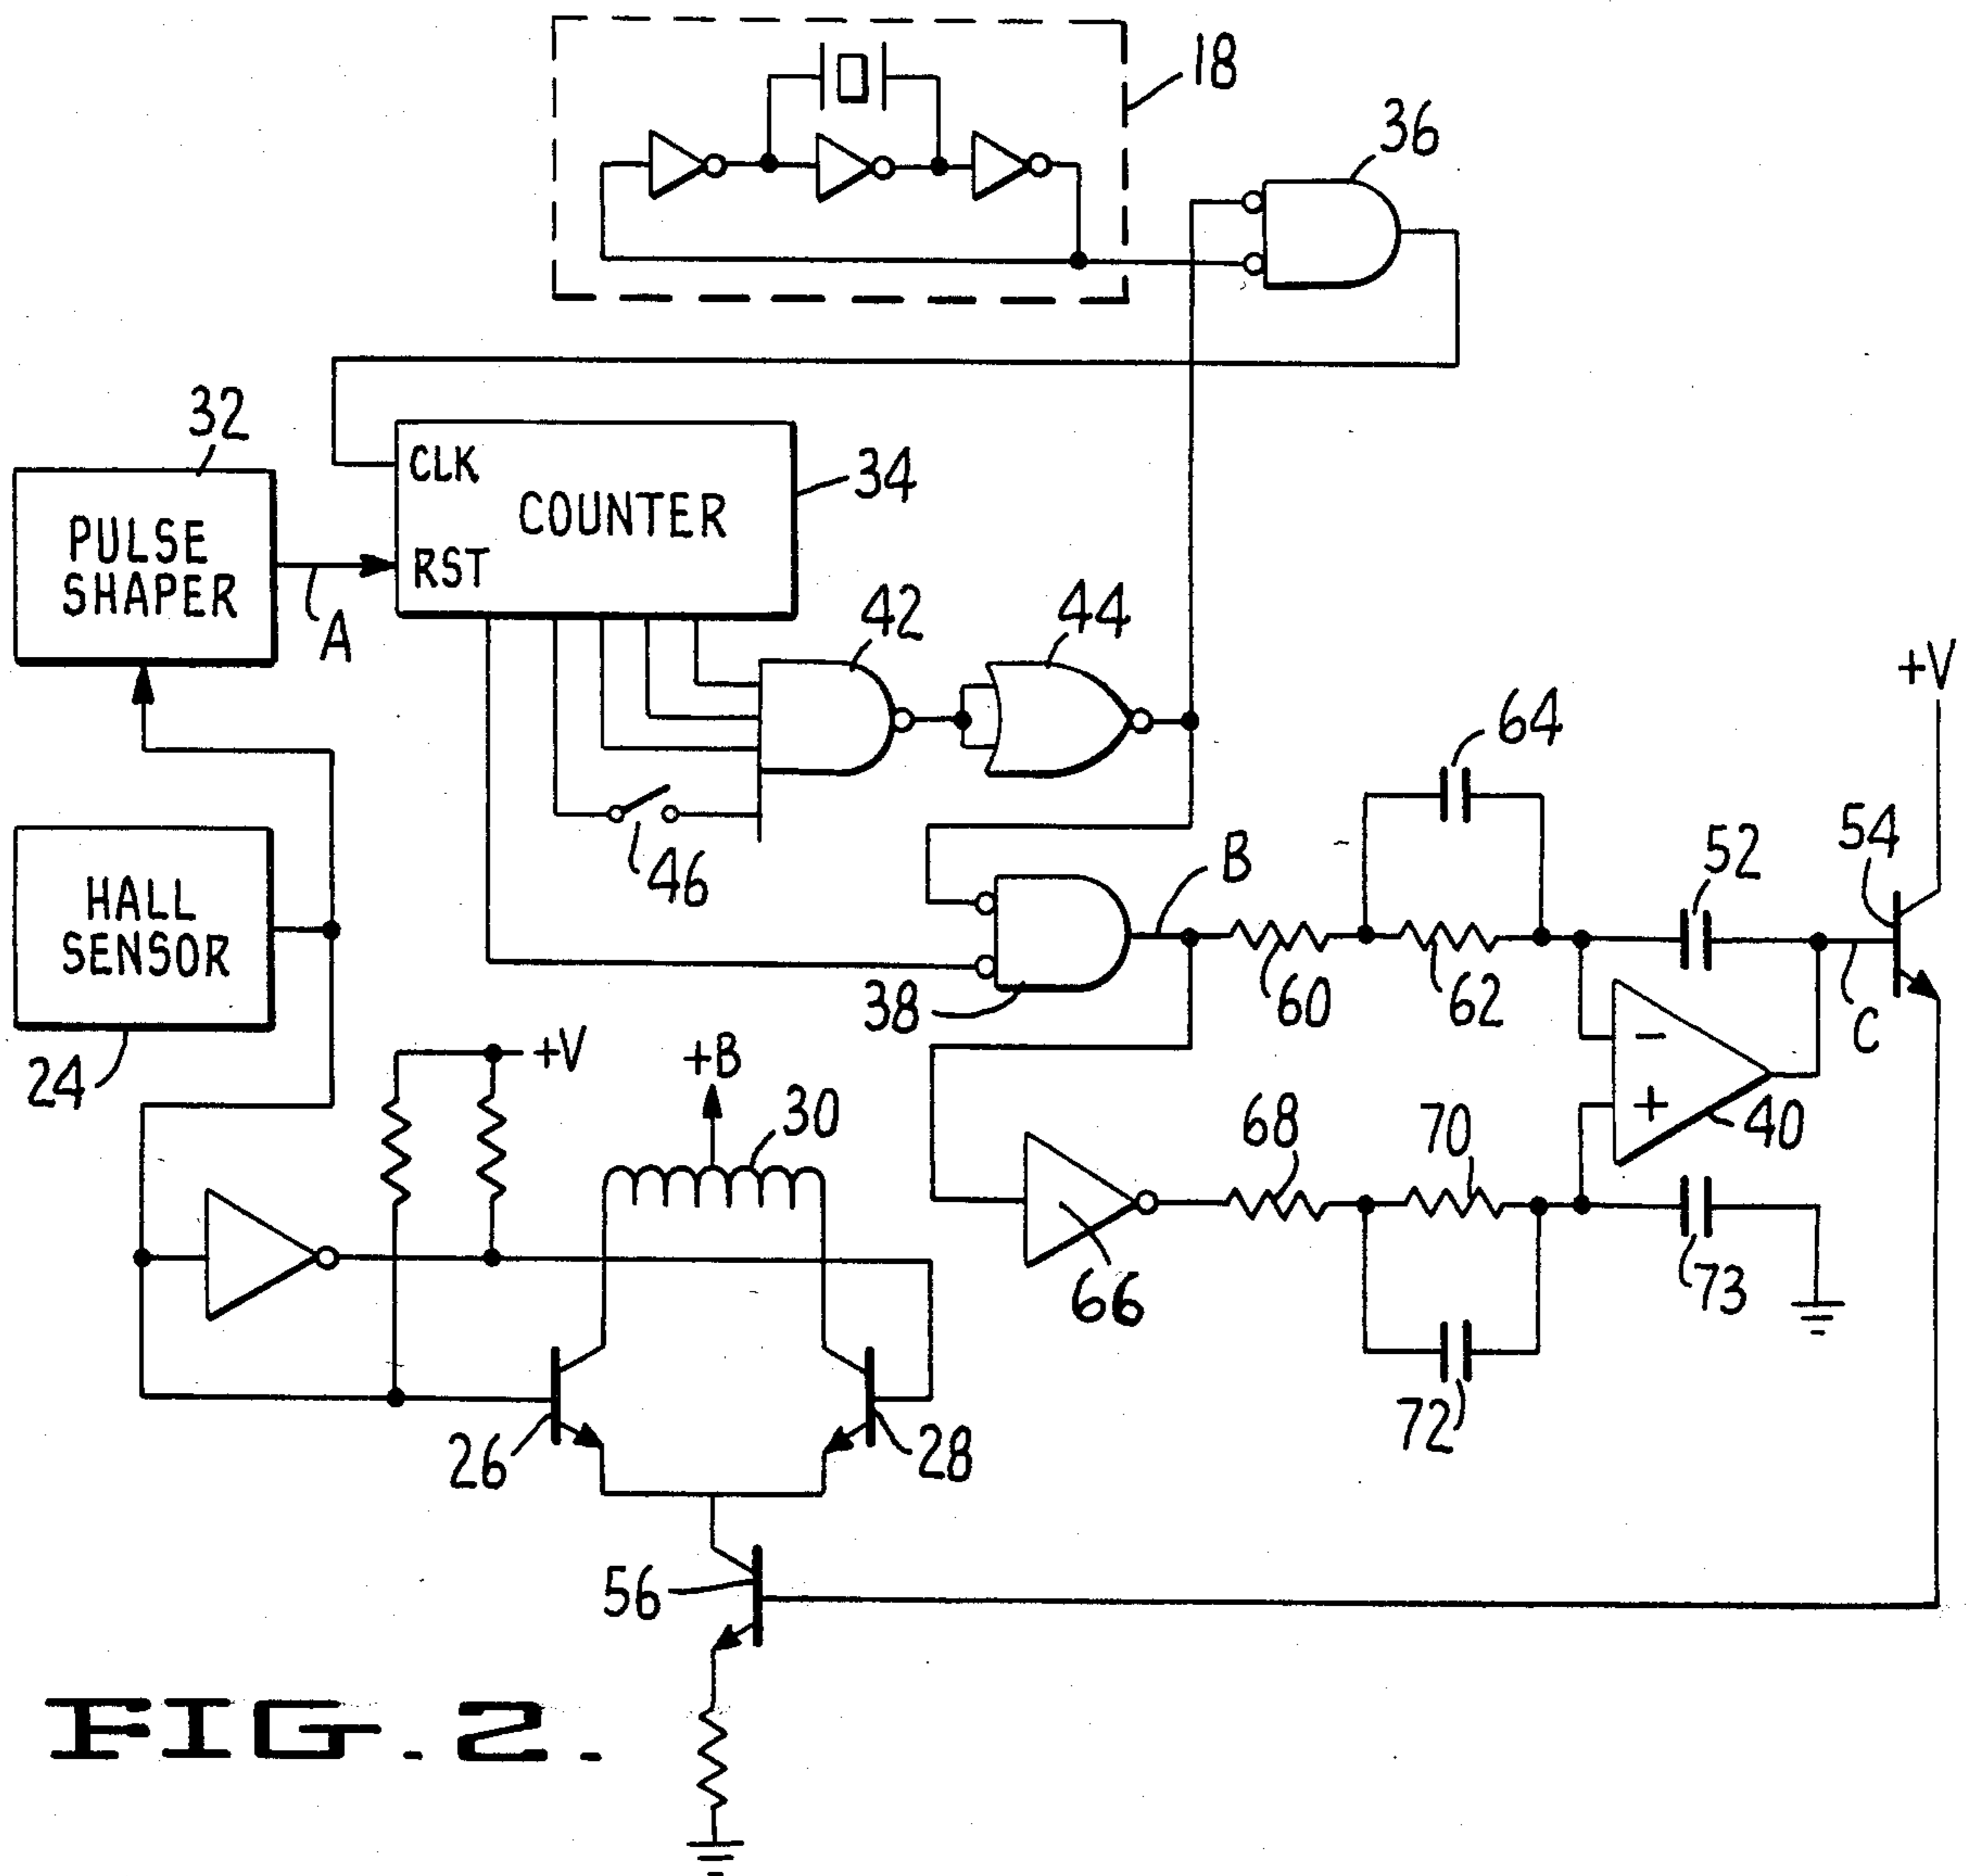 18
36
32
CLK
COUNTER
34
PULSE
SHAPER
RST
A
42
44
+V
64
46
HALL
SENSOR
B
52
54
38
60
62
C
24
+V
+B
30
68
70
−
+
40
66
73
72
26
28
56
FIG. 2.